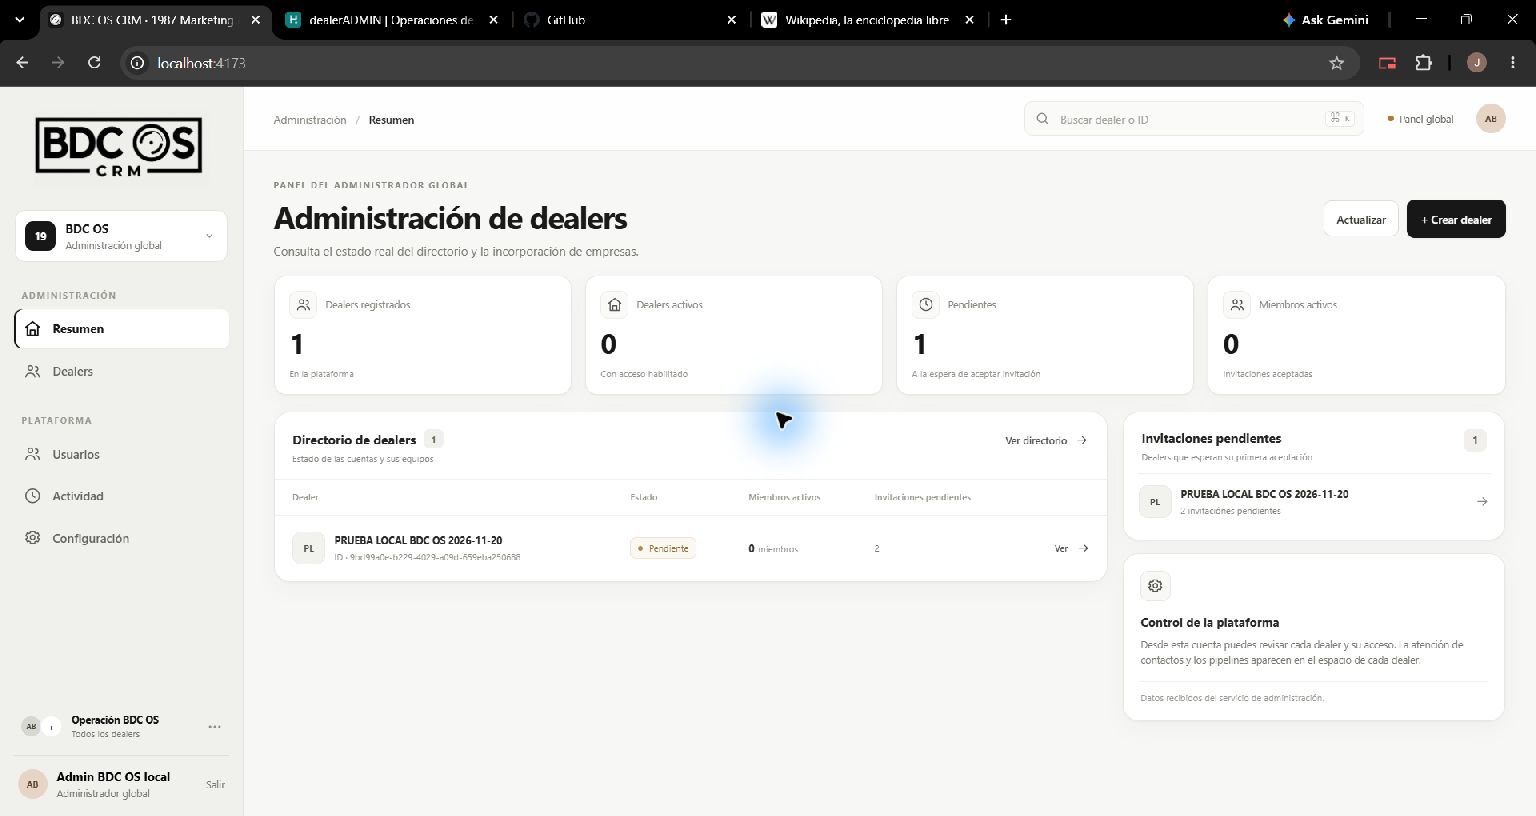 BDC OS CRM · 1987 Marketing
dealerADMIN | Operaciones de
GitHub
Wikipedia, la enciclopedia libre
Ask Gemini
localhost:4173
J
BDC OS
CRM
Administración / Resumen
Buscar dealer o ID
⌘ K
Panel global
AB
19
BDC OS
Administración global
ADMINISTRACIÓN
Resumen
Dealers
PLATAFORMA
Usuarios
Actividad
Configuración
AB
Operación BDC OS
Todos los dealers
AB
Admin BDC OS local
Administrador global
Salir
PANEL DEL ADMINISTRADOR GLOBAL
Administración de dealers
Consulta el estado real del directorio y la incorporación de empresas.
Actualizar
+ Crear dealer
Dealers registrados
1
En la plataforma
Dealers activos
0
Con acceso habilitado
Pendientes
1
A la espera de aceptar invitación
Miembros activos
0
Invitaciones aceptadas
Directorio de dealers 1
Estado de las cuentas y sus equipos
Ver directorio →
Dealer Estado Miembros activos Invitaciones pendientes
PL
PRUEBA LOCAL BDC OS 2026-11-20
Pendiente
0 miembros
2
Ver →
Invitaciones pendientes
1
Dealers que esperan su primera aceptación
PL
PRUEBA LOCAL BDC OS 2026-11-20
2 invitaciónes pendientes
→
Control de la plataforma
Desde esta cuenta puedes revisar cada dealer y su acceso. La atención de
contactos y los pipelines aparecen en el espacio de cada dealer.
Datos recibidos del servicio de administración.